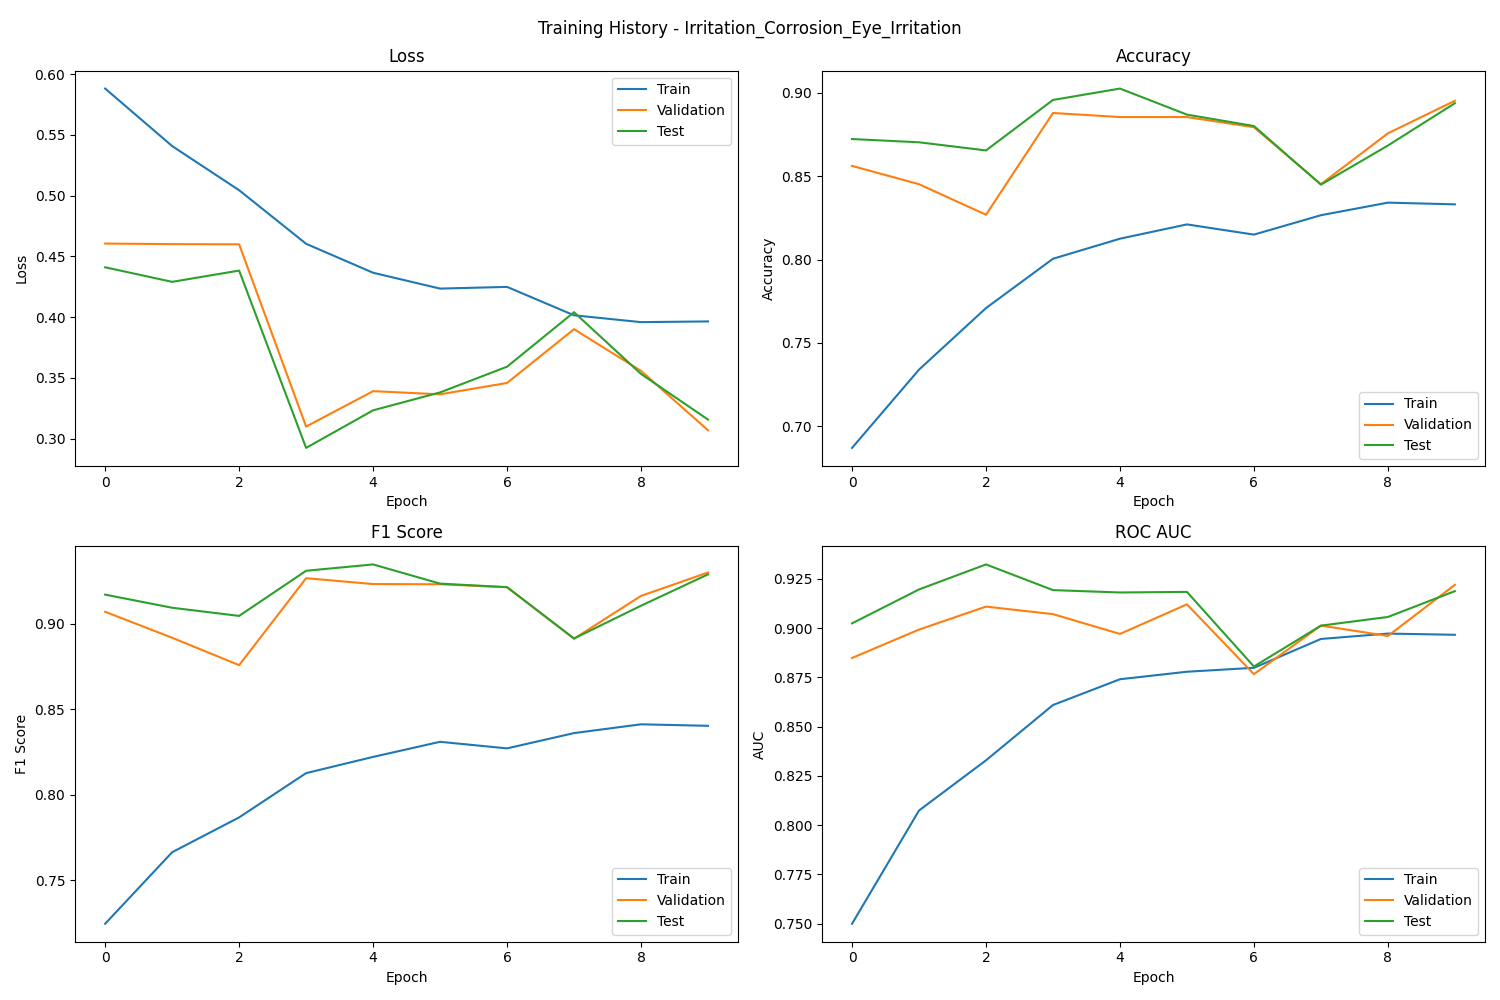 Training History - Irritation_Corrosion_Eye_Irritation
Loss
0.60
0.55
0.50
0.45
0.40
0.35
0.30
Loss
Train
Validation
Test
0 2 4 6 8
Epoch
Accuracy
0.90
0.85
0.80
0.75
0.70
Accuracy
Train
Validation
Test
0 2 4 6 8
Epoch
F1 Score
0.90
0.85
0.80
0.75
F1 Score
Train
Validation
Test
0 2 4 6 8
Epoch
ROC AUC
0.925
0.900
0.875
0.850
0.825
0.800
0.775
0.750
AUC
Train
Validation
Test
0 2 4 6 8
Epoch